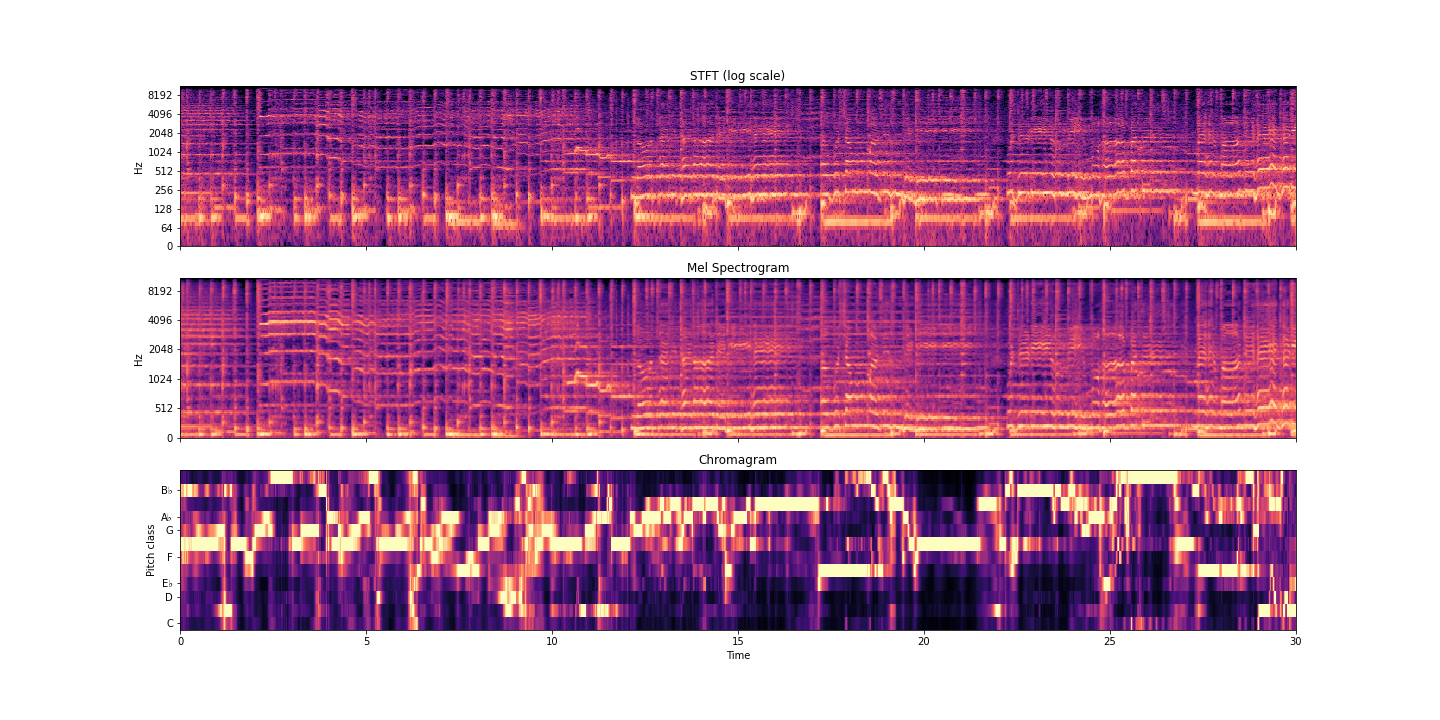 STFT (log scale)
8192
4096
2048
1024
512
256
128
64
0
Hz
Mel Spectrogram
8192
4096
2048
1024
512
0
Hz
Chromagram
B♭
A♭
G
F
E♭
D
C
Pitch class
0 5 10 15 20 25 30
Time